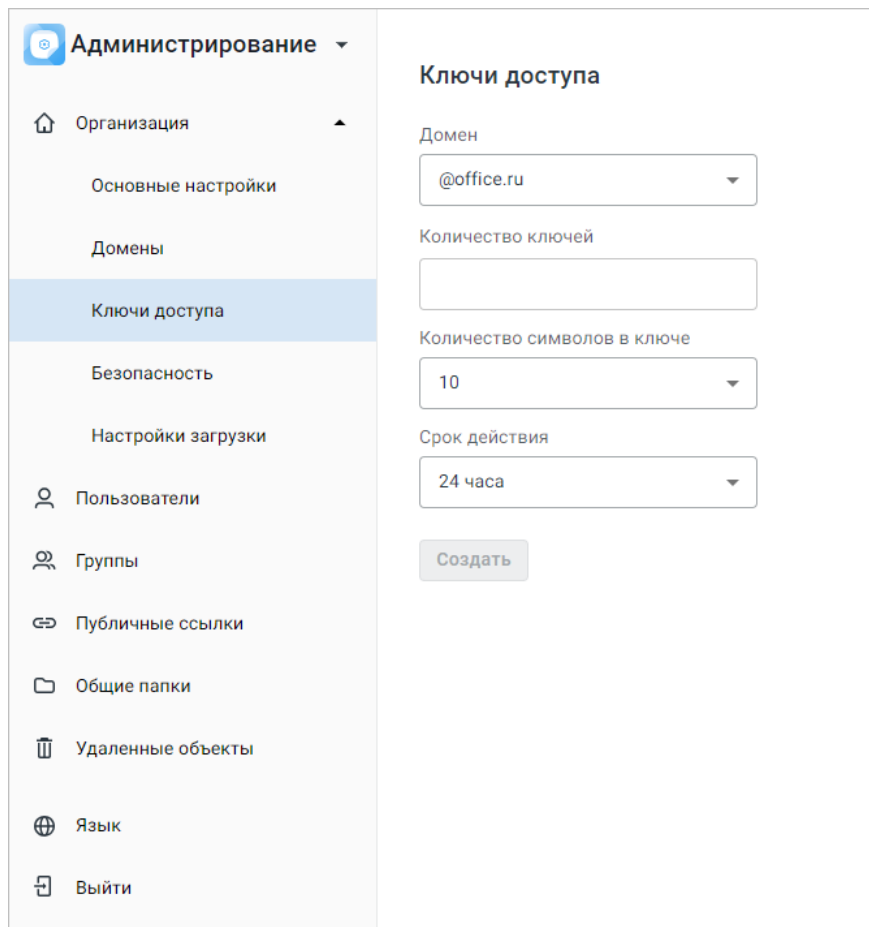 Администрирование
Организация
Основные настройки
Домены
Ключи доступа
Безопасность
Настройки загрузки
Пользователи
Группы
Публичные ссылки
Общие папки
Удаленные объекты
Язык
Выйти
Ключи доступа
Домен
@office.ru
Количество ключей
Количество символов в ключе
10
Срок действия
24 часа
Создать